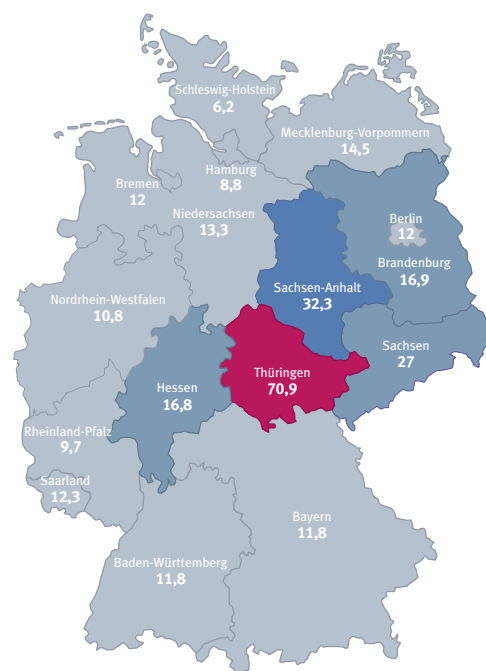 Schleswig-Holstein
6,2
Mecklenburg-Vorpommern
14,5
Hamburg
8,8
Bremen
12
Niedersachsen
13,3
Berlin
12
Brandenburg
16,9
Sachsen-Anhalt
32,3
Nordrhein-Westfalen
10,8
Sachsen
27
Thüringen
70,9
Hessen
16,8
Rheinland-Pfalz
9,7
Saarland
12,3
Bayern
11,8
Baden-Württemberg
11,8